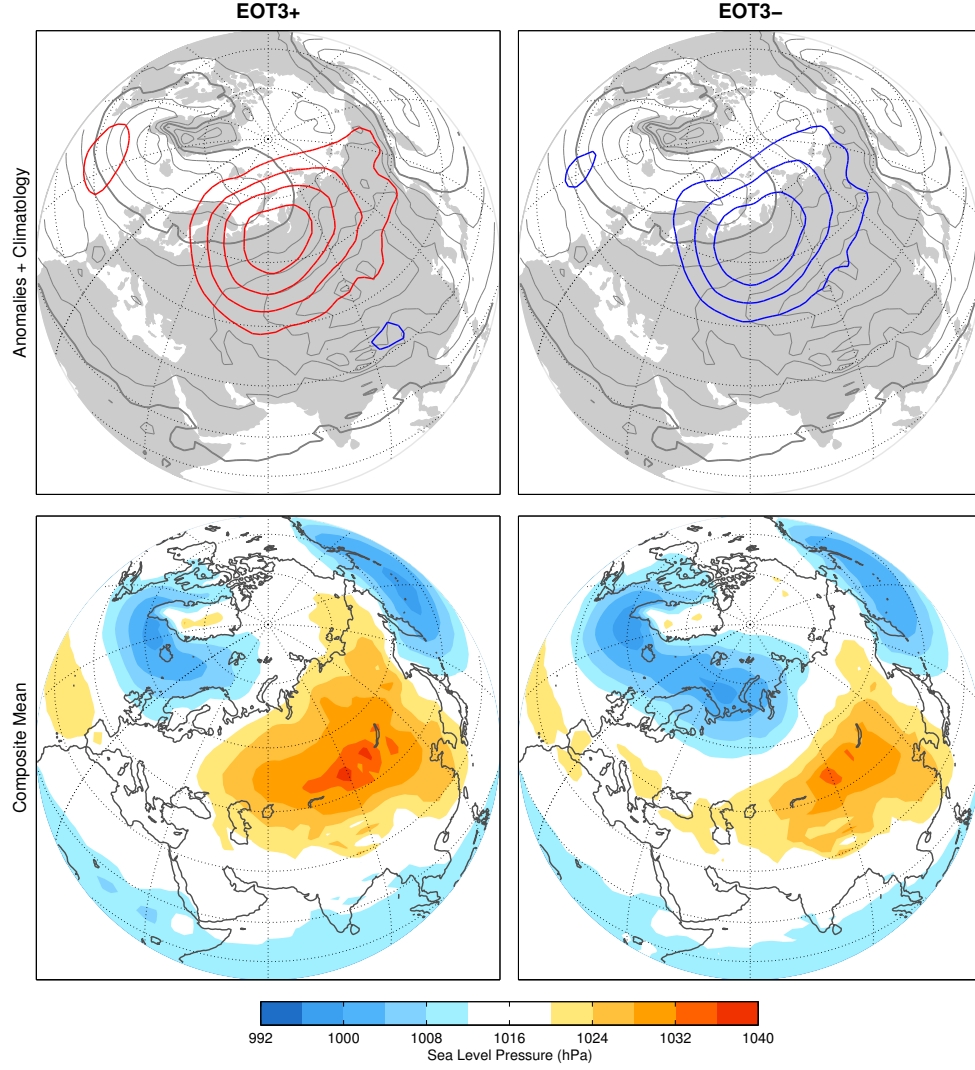 EOT3+
EOT3−
Anomalies + Climatology
Composite Mean
992 1000 1008 1016 1024 1032 1040
Sea Level Pressure (hPa)